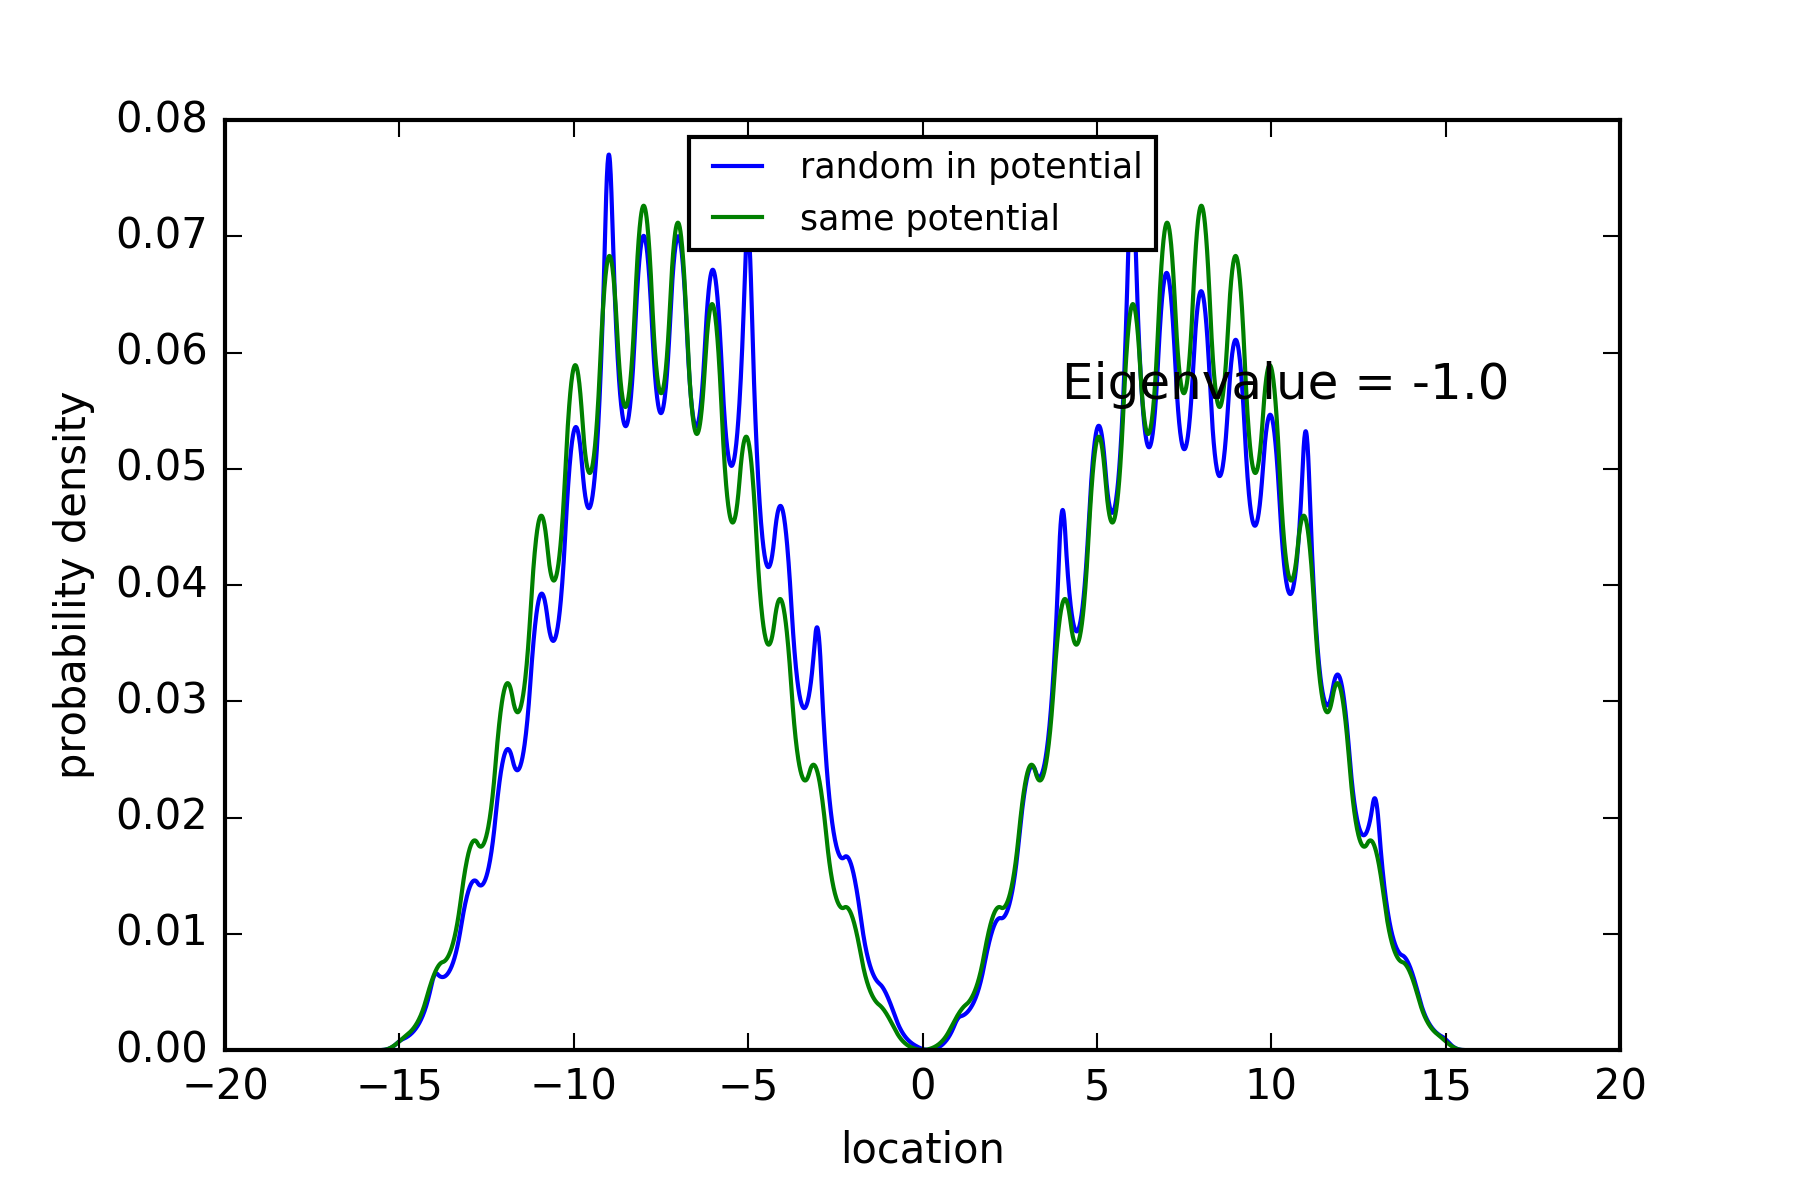 0.08
0.07
0.06
0.05
0.04
0.03
0.02
0.01
0.00
probability density
random in potential
same potential
Eigenvalue = -1.0
−20 −15 −10 −5 0 5 10 15 20
location